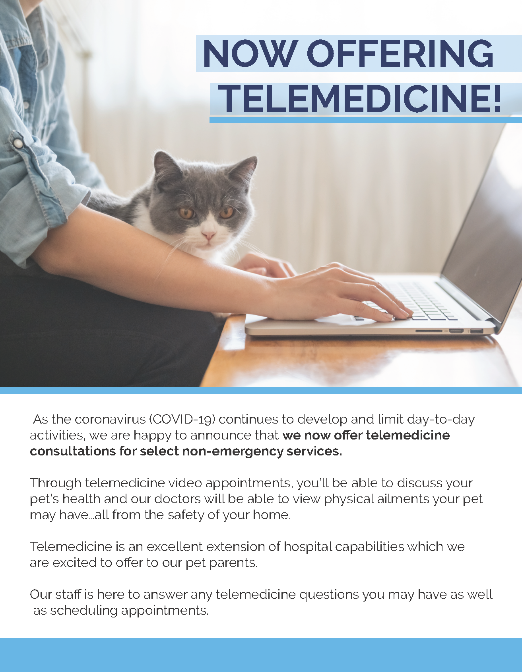 NOW OFFERING
TELEMEDICINE!
As the coronavirus (COVID-19) continues to develop and limit day-to-day
activities, we are happy to announce that we now offer telemedicine
consultations for select non-emergency services.
Through telemedicine video appointments, you'll be able to discuss your
pet's health and our doctors will be able to view physical ailments your pet
may have...all from the safety of your home.
Telemedicine is an excellent extension of hospital capabilities which we
are excited to offer to our pet parents.
Our staff is here to answer any telemedicine questions you may have as well
as scheduling appointments.